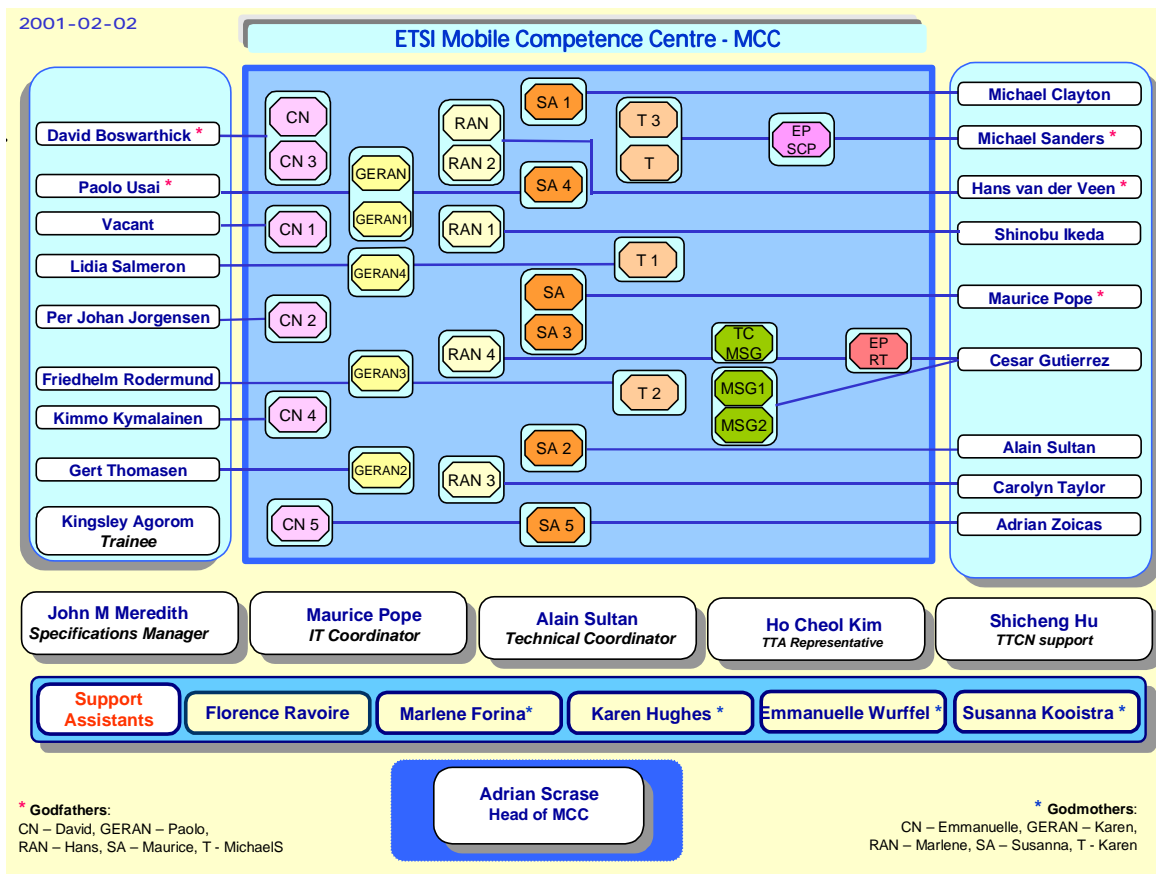 2001-02-02
ETSI Mobile Competence Centre - MCC
David Boswarthick *
Paolo Usai *
Vacant
Lidia Salmeron
Per Johan Jorgensen
Friedhelm Rodermund
Kimmo Kymalainen
Gert Thomasen
Kingsley Agorom
Trainee
CN
CN 3
CN 1
CN 2
CN 4
CN 5
GERAN
GERAN1
GERAN4
GERAN3
GERAN2
RAN
RAN 2
RAN 1
RAN 4
RAN 3
SA 1
SA 4
SA
SA 3
SA 2
SA 5
T 3
T
T 1
T 2
TC
MSG
MSG1
MSG2
EP
SCP
EP
RT
Michael Clayton
Michael Sanders *
Hans van der Veen *
Shinobu Ikeda
Maurice Pope *
Cesar Gutierrez
Alain Sultan
Carolyn Taylor
Adrian Zoicas
John M Meredith
Specifications Manager
Maurice Pope
IT Coordinator
Alain Sultan
Technical Coordinator
Ho Cheol Kim
TTA Representative
Shicheng Hu
TTCN support
Support
Assistants
Florence Ravoire
Marlene Forina*
Karen Hughes *
Emmanuelle Wurffel *
Susanna Kooistra *
Adrian Scrase
Head of MCC
* Godfathers:
CN – David, GERAN – Paolo,
RAN – Hans, SA – Maurice, T - MichaelS
* Godmothers:
CN – Emmanuelle, GERAN – Karen,
RAN – Marlene, SA – Susanna, T - Karen